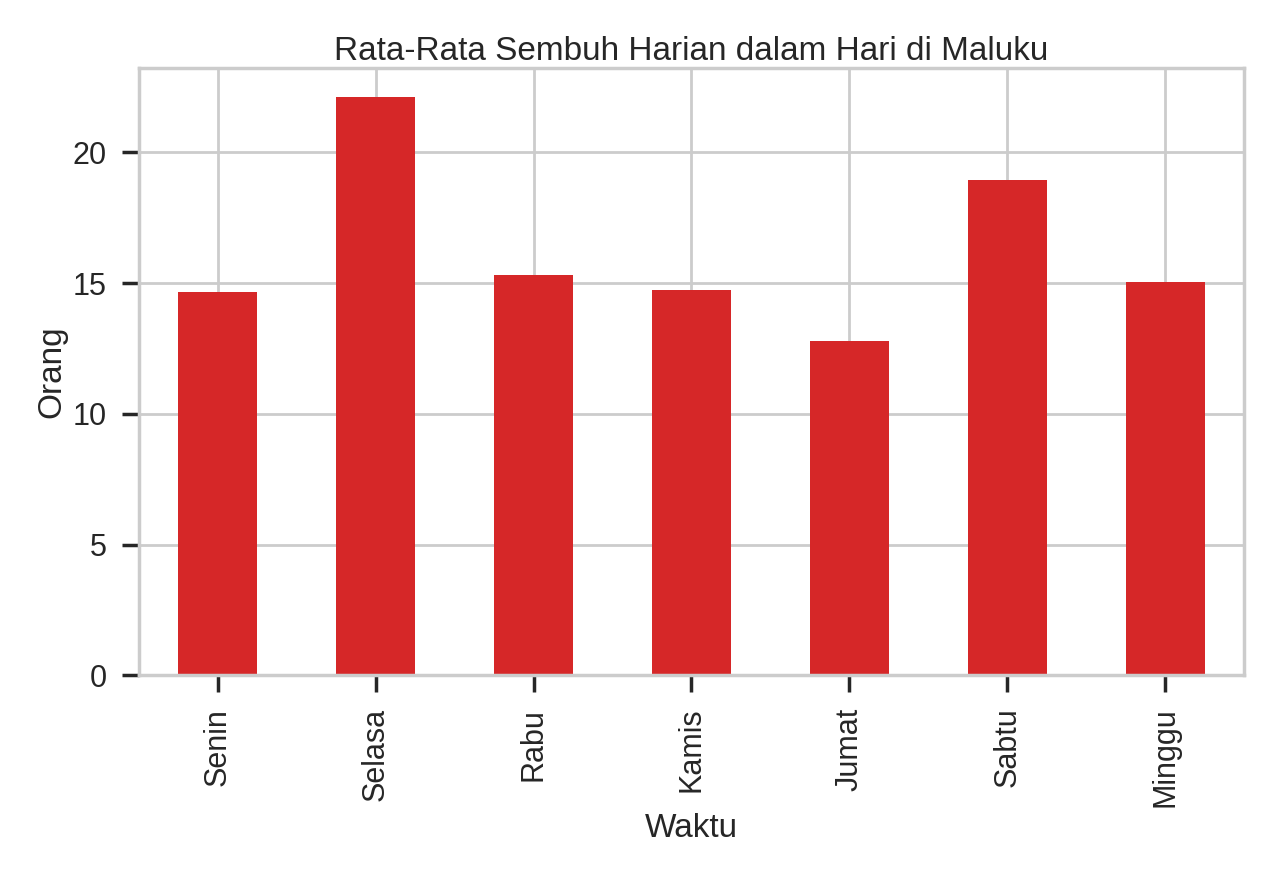 Rata-Rata Sembuh Harian dalam Hari di Maluku
Orang
20
15
10
5
0
Senin
Selasa
Rabu
Kamis
Jumat
Sabtu
Minggu
Waktu